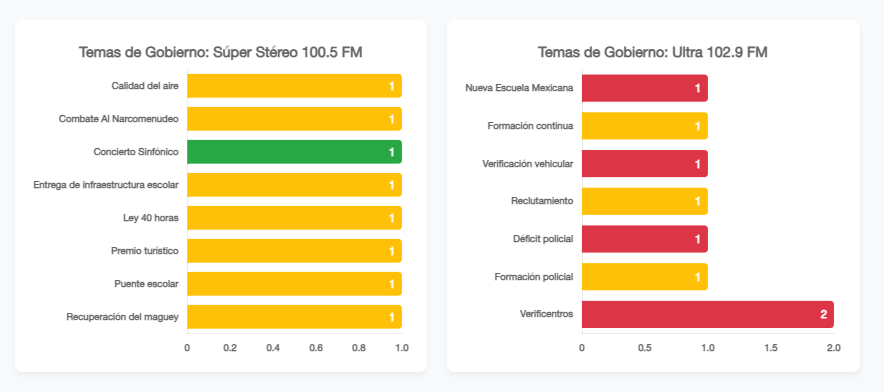 Temas de Gobierno: Súper Stéreo 100.5 FM
Calidad del aire
1
Combate Al Narcomenudeo
1
Concierto Sinfónico
1
Entrega de infraestructura escolar
1
Ley 40 horas
1
Premio turístico
1
Puente escolar
1
Recuperación del maguey
1
0 0.2 0.4 0.6 0.8 1.0
Temas de Gobierno: Ultra 102.9 FM
Nueva Escuela Mexicana
1
Formación contínua
1
Verificación vehicular
1
Reclutamiento
1
Déficit policial
1
Formación policial
1
Verificentros
2
0 0.5 1.0 1.5 2.0